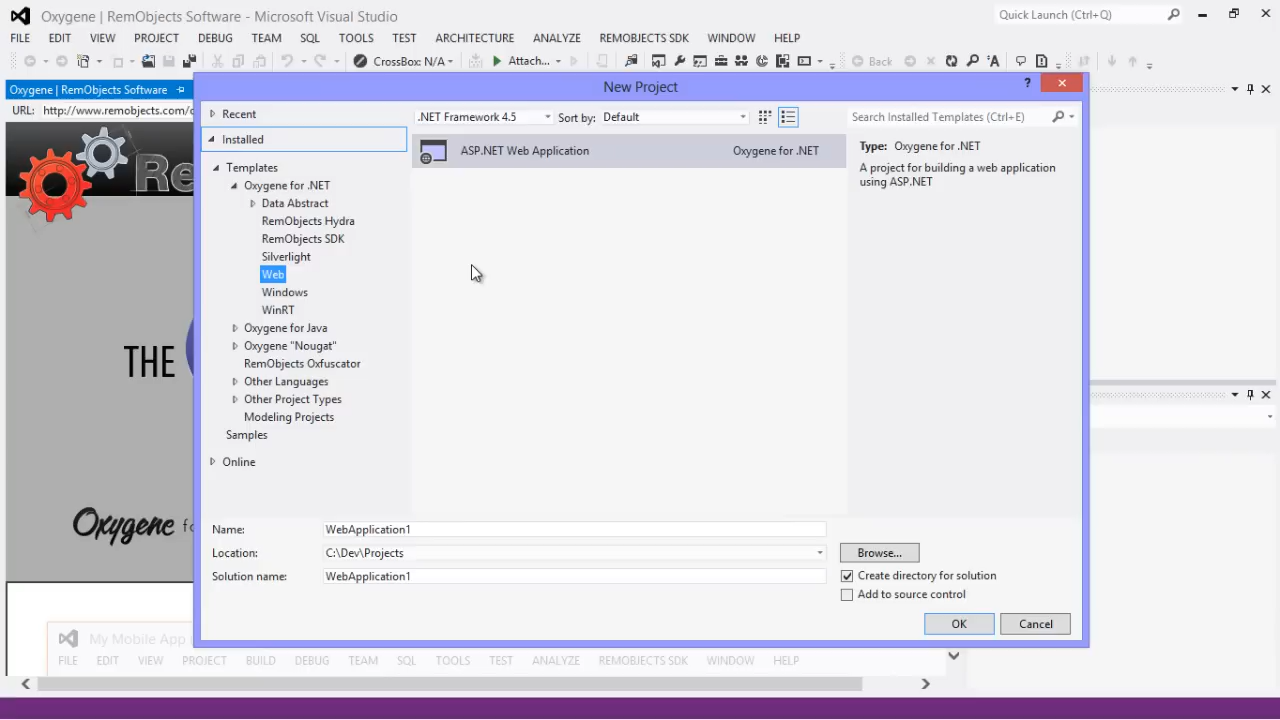 Oxygene | RemObjects Software - Microsoft Visual Studio
Quick Launch (Ctrl+Q)
FILE EDIT VIEW PROJECT DEBUG TEAM SQL TOOLS TEST ARCHITECTURE ANALYZE REMOBJECTS SDK WINDOW HELP
CrossBox: N/A
Attach...
Back
Oxygene | RemObjects Software
URL: http://www.remobjects.com/
New Project
?
Recent
Installed
Templates
Oxygene for .NET
Data Abstract
RemObjects Hydra
RemObjects SDK
Silverlight
Web
Windows
WinRT
Oxygene for Java
Oxygene "Nougat"
RemObjects Oxfuscator
Other Languages
Other Project Types
Modeling Projects
Samples
Online
.NET Framework 4.5
Sort by: Default
ASP.NET Web Application
Oxygene for .NET
Search Installed Templates (Ctrl+E)
Type: Oxygene for .NET
A project for building a web application
using ASP.NET
Name: WebApplication1
Location: C:\Dev\Projects
Browse...
Solution name: WebApplication1
Create directory for solution
Add to source control
OK
Cancel
THE
Oxygene
My Mobile App
FILE EDIT VIEW PROJECT BUILD DEBUG TEAM SQL TOOLS TEST ANALYZE REMOBJECTS SDK WINDOW HELP